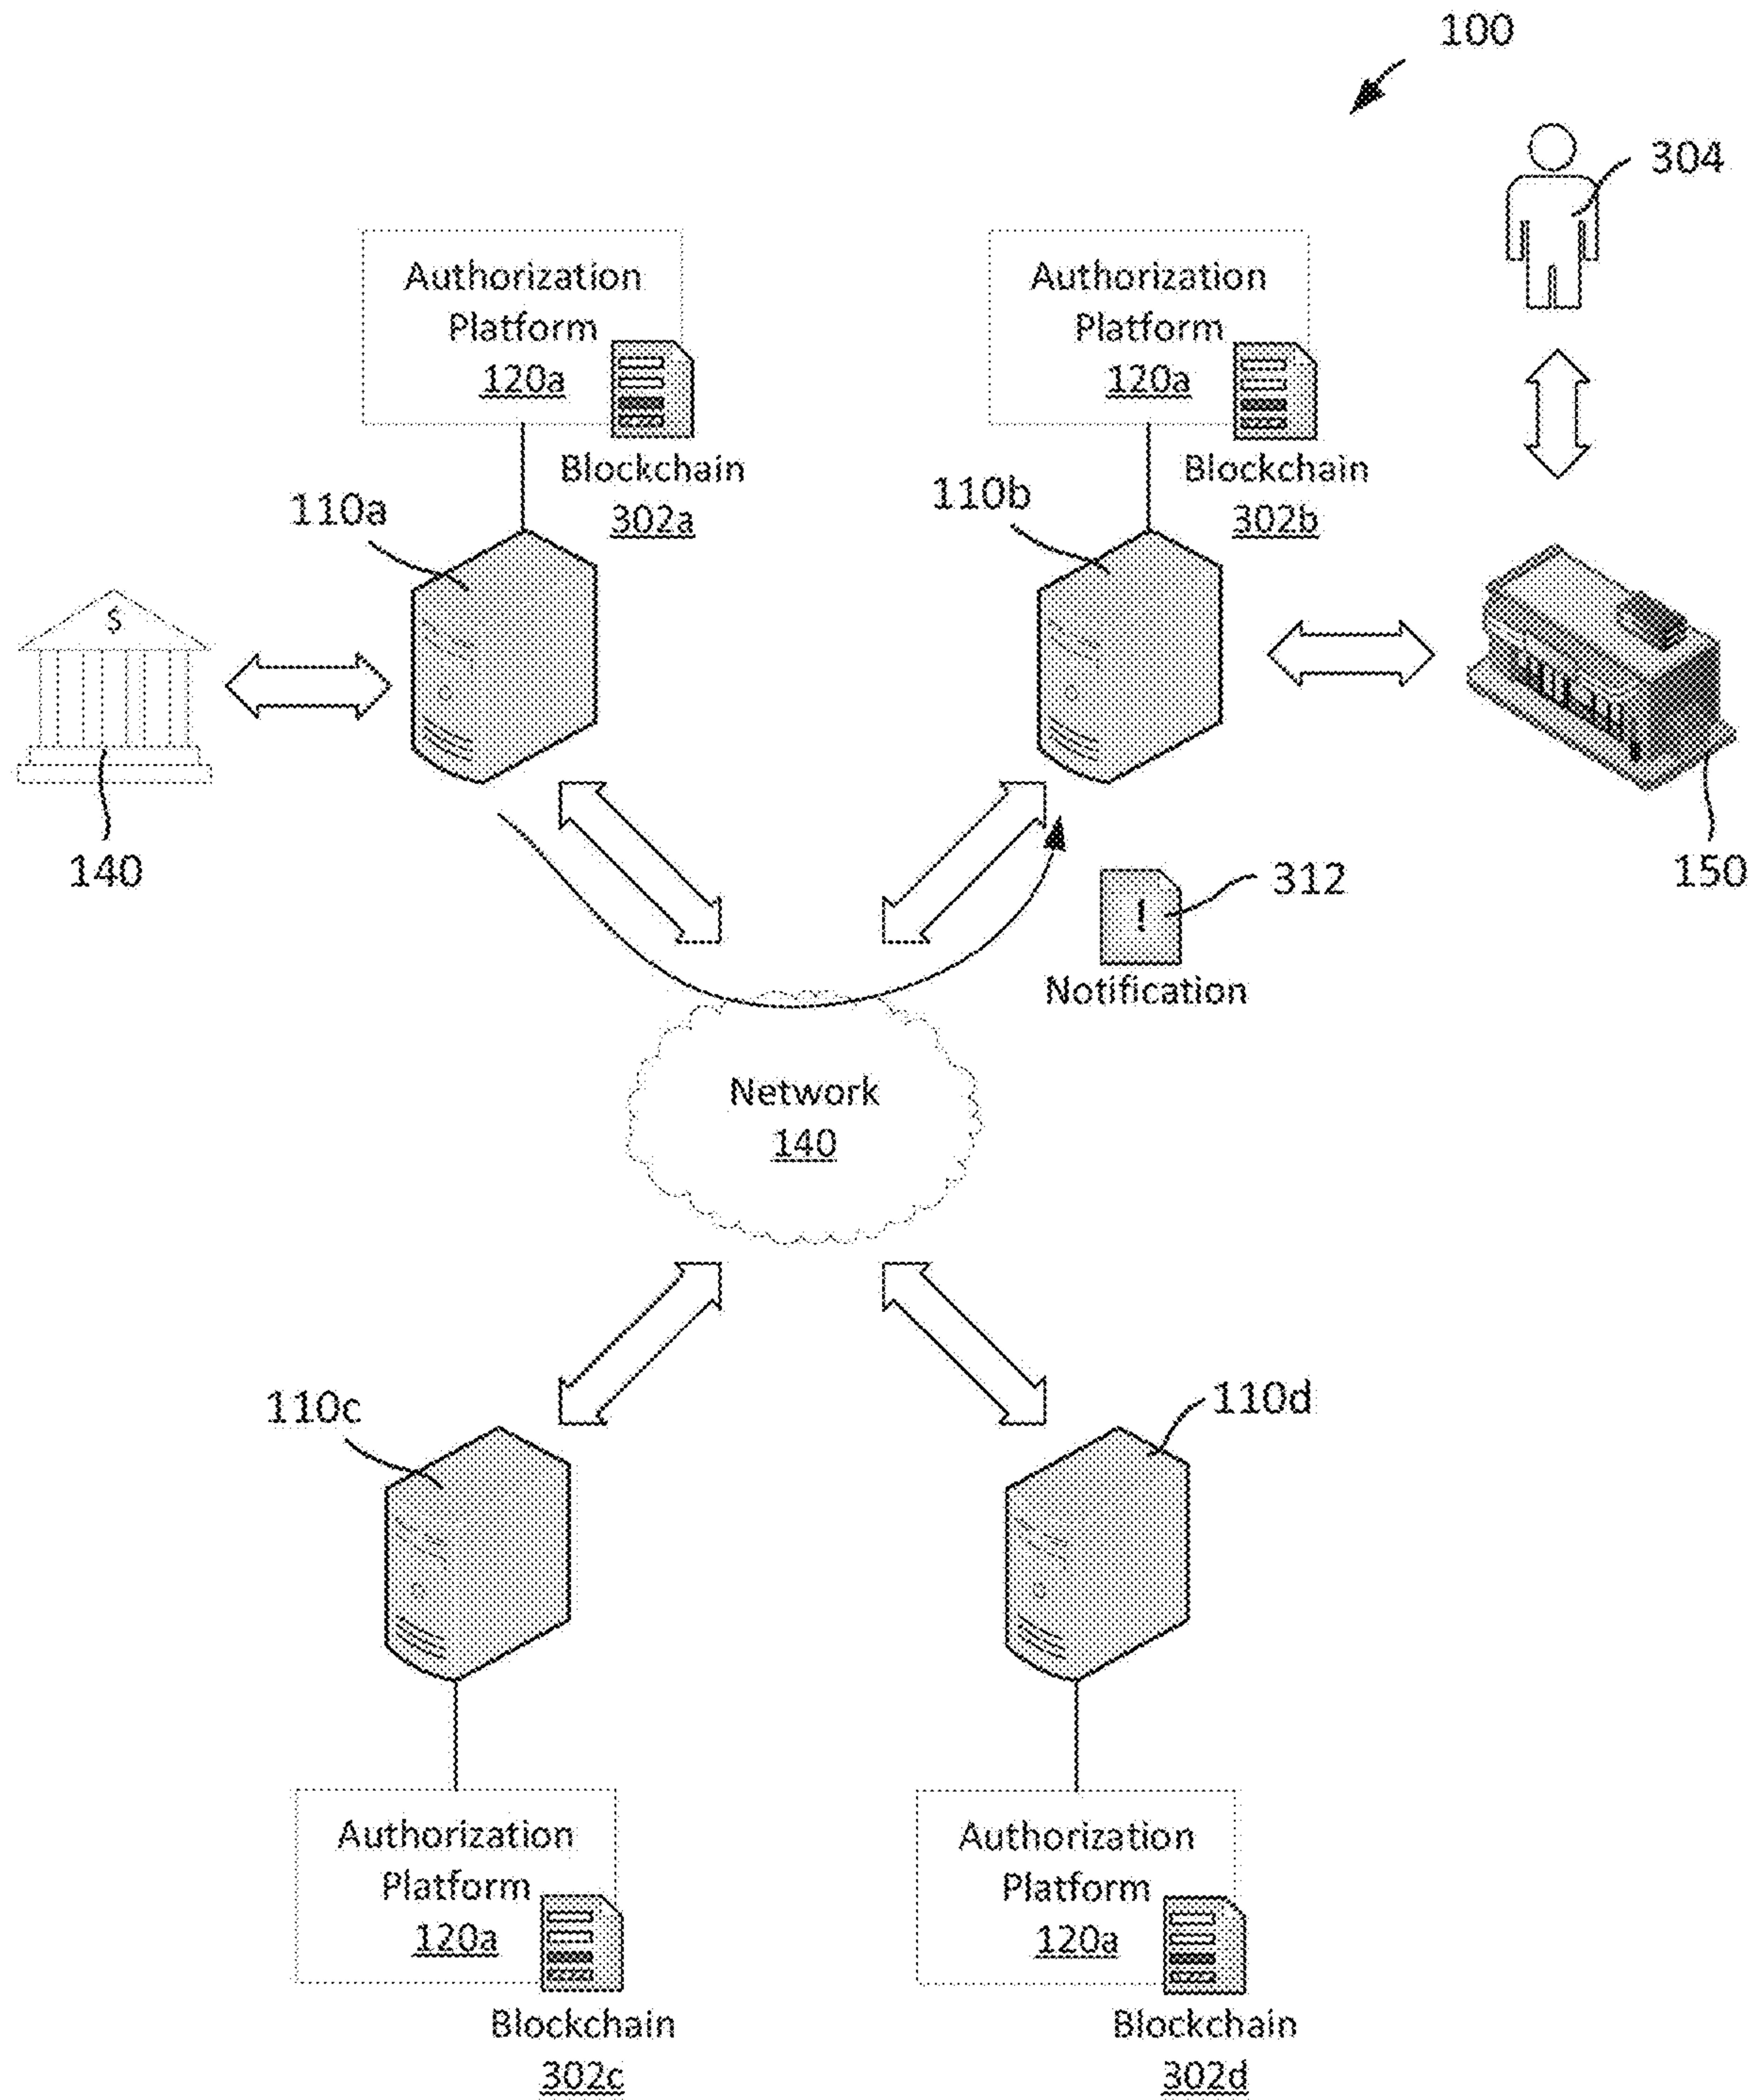 100
304
Authorization
Platform
120a
Blockchain
302a
Authorization
Platform
120a
Blockchain
302b
110a
110b
$
140
150
312
!
Notification
Network
140
110c
110d
Authorization
Platform
120a
Blockchain
302c
Authorization
Platform
120a
Blockchain
302d